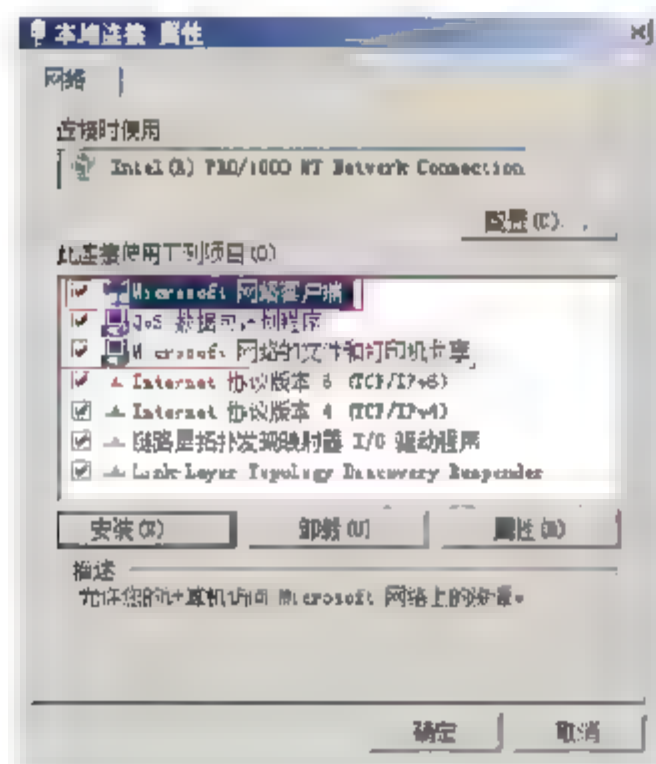 本地连接 属性
网络
连接时使用
Intel(R) PRO/1000 MT Network Connection
配置(C)...
此连接使用下列项目(O)
Microsoft 网络客户端
QoS 数据包计划程序
Microsoft 网络的文件和打印机共享
Internet 协议版本 6 (TCP/IPv6)
Internet 协议版本 4 (TCP/IPv4)
链路层拓扑发现映射器 I/O 驱动程序
Link-Layer Topology Discovery Responder
安装(N)
卸载(U)
属性(R)
描述
允许您的计算机访问 Microsoft 网络上的资源。
确定
取消